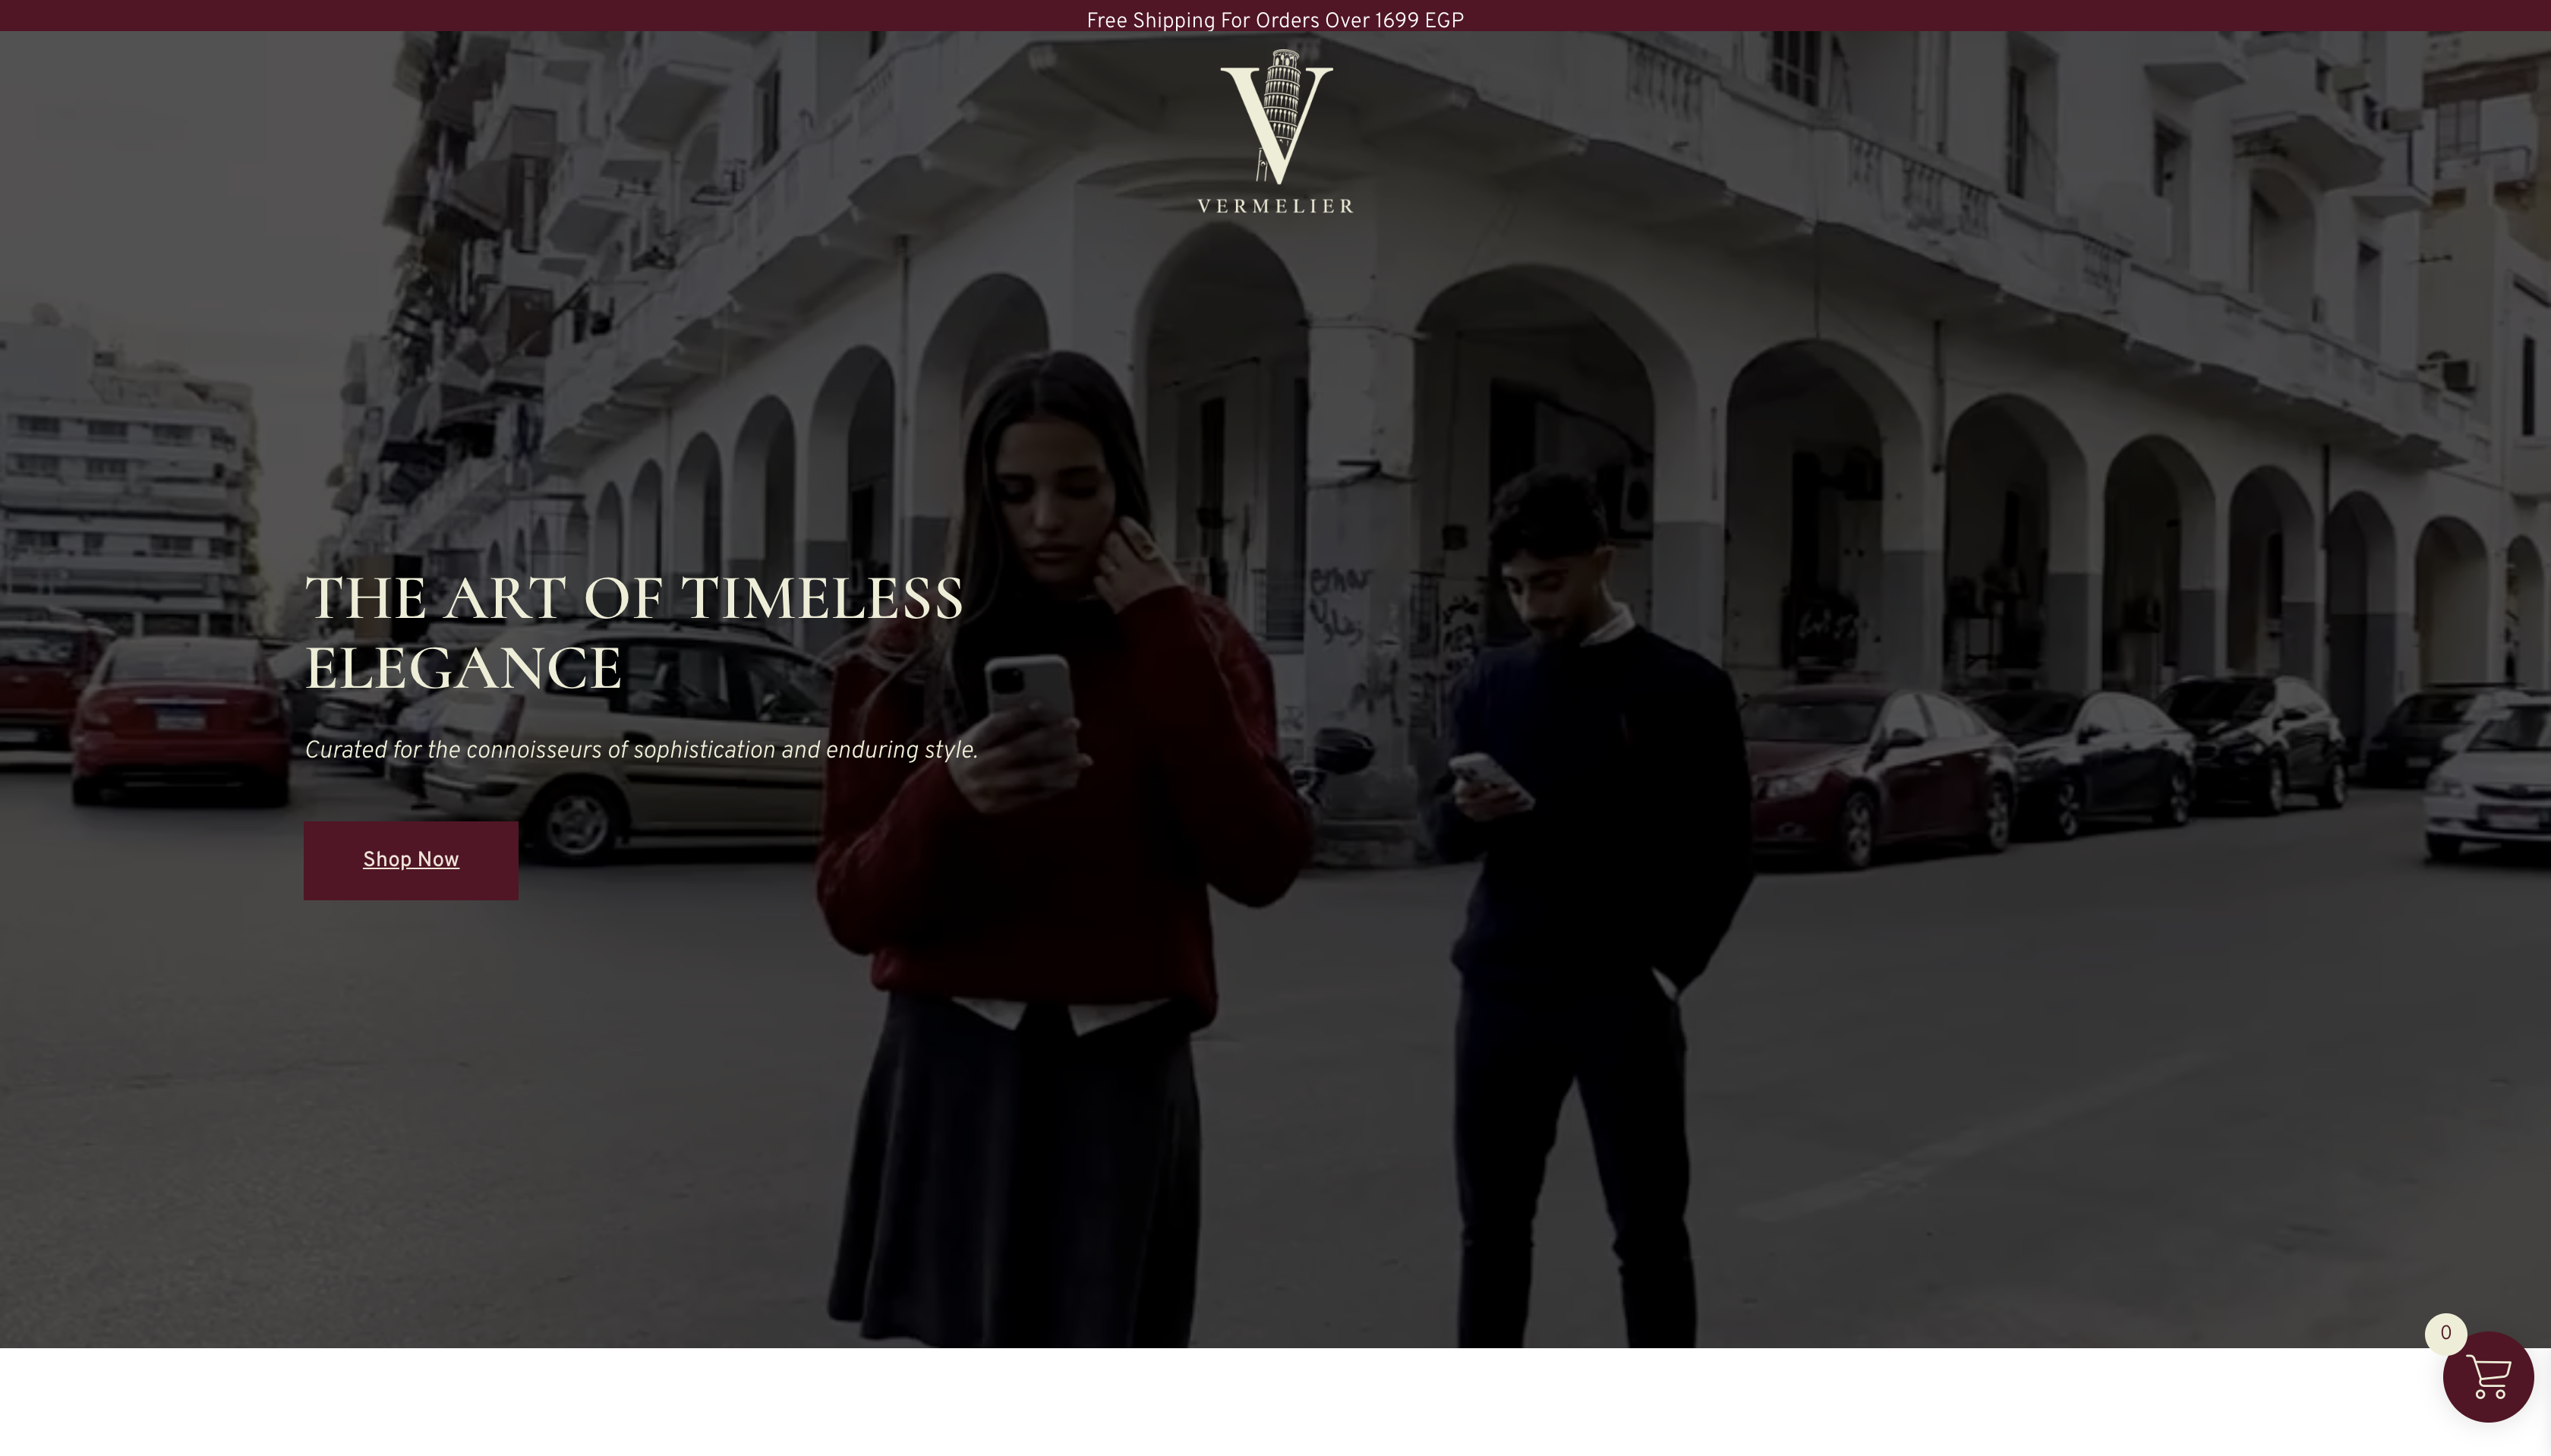 Free Shipping For Orders Over 1699 EGP
V
VERMELIER
THE ART OF TIMELESS
ELEGANCE
Curated for the connoisseurs of sophistication and enduring style.
Shop Now
0